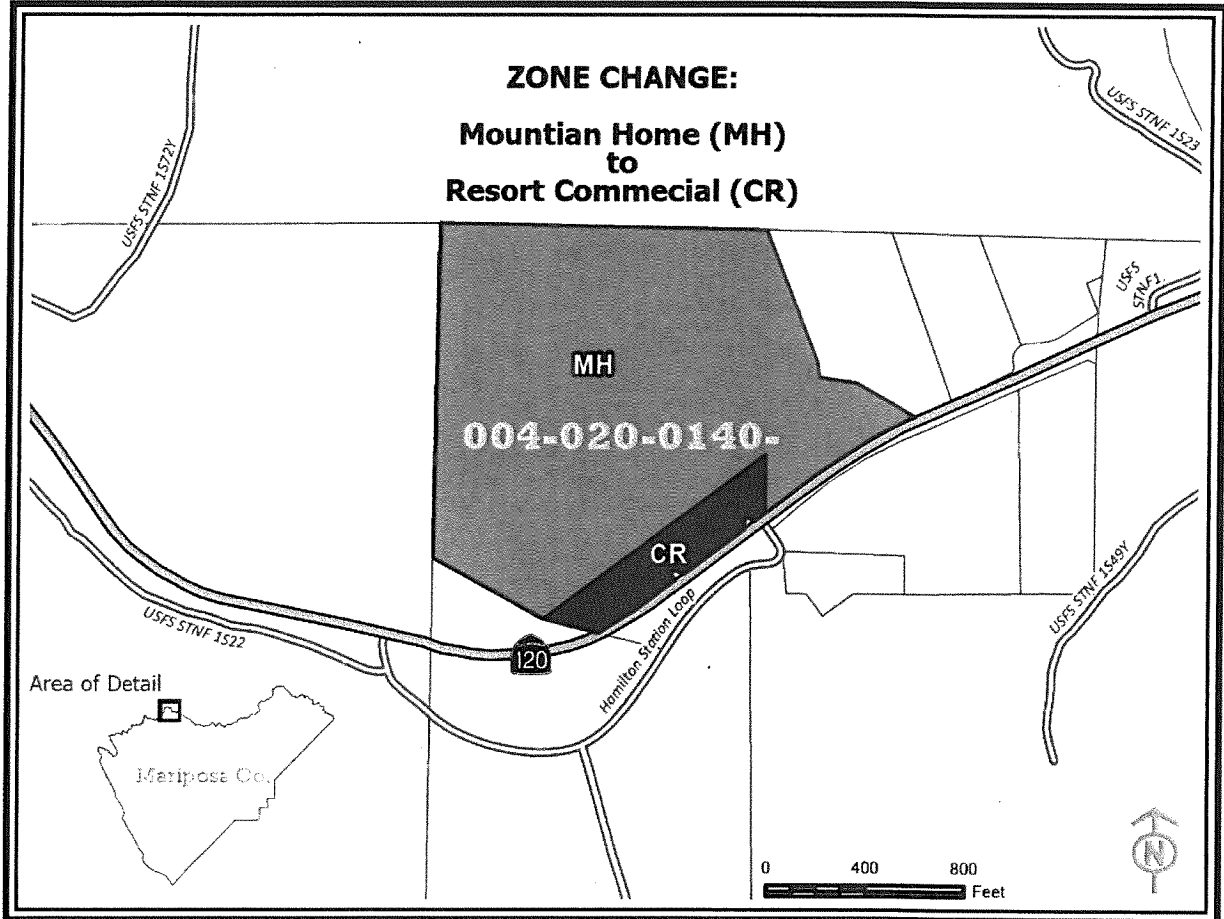 ZONE CHANGE:
Mountian Home (MH)
to
Resort Commecial (CR)
USFS STNF 1S72Y
USFS STNF 1S23
USFS
STNF1.
MH
004-020-0140-
CR
USFS STNF 1S22
120
Hamilton Station Loop
USFS STNF 1S49Y
Area of Detail
Mariposa Co.
N
0 400 800
Feet